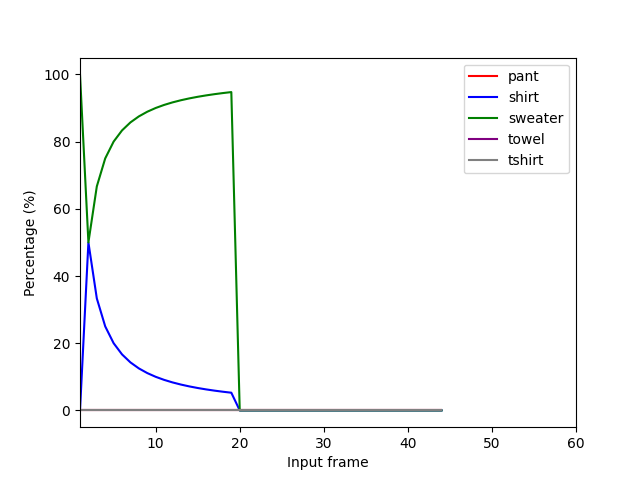 100
80
60
40
20
0
Percentage (%)
10 20 30 40 50 60
Input frame
pant
shirt
sweater
towel
tshirt